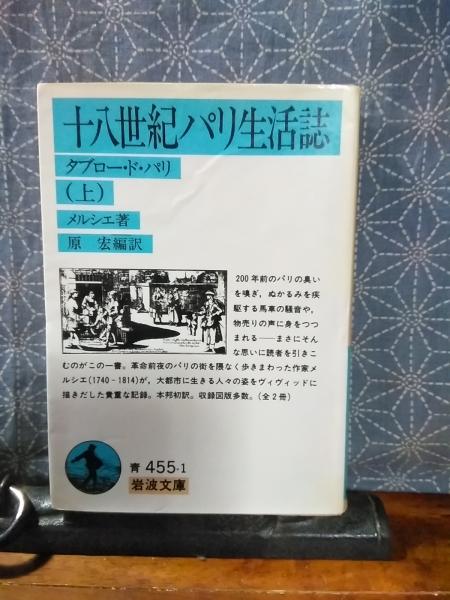 十八世紀パリ生活誌
タブロー・ド・パリ
(上)
メルシエ著
原 宏編訳
200年前のパリの臭い
を嗅ぎ，ぬかるみを疾
駆する馬車の騒音や，
物売りの声に身をつつ
まれる——まさにそん
な思いに読者を引きこ
むのがこの一書。革命前夜のパリの街を隈なく歩きまわった作家メ
ルシエ(1740-1814)が，大都市に生きる人々の姿をヴィヴィッドに
描きだした貴重な記録。本邦初訳。収録図版多数。(全2冊)
青 455-1
岩波文庫